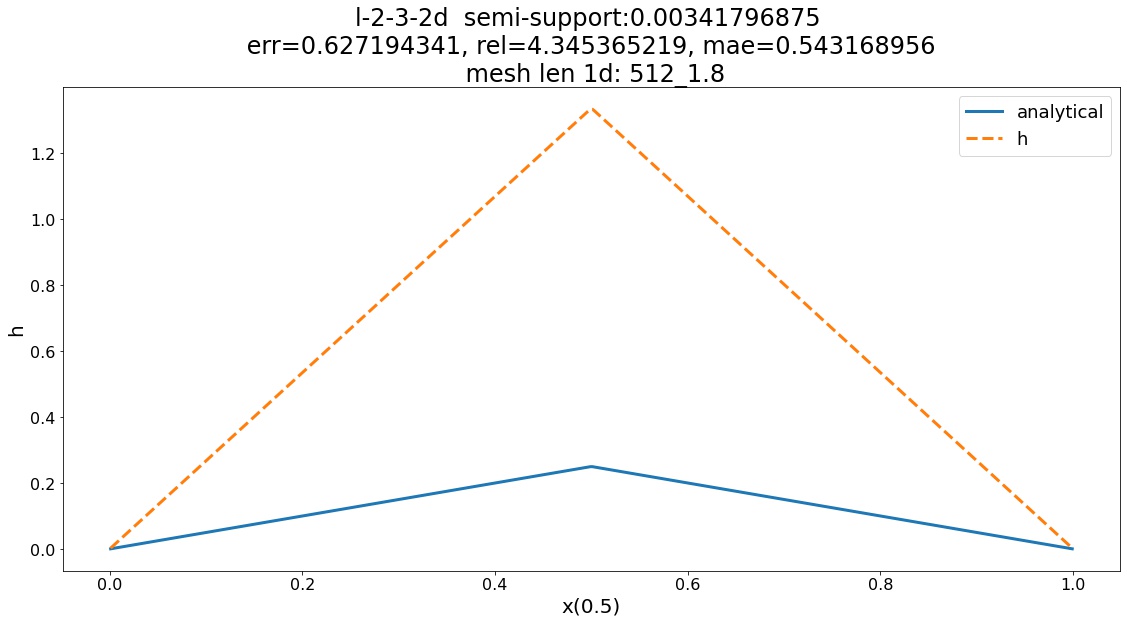 l-2-3-2d  semi-support:0.00341796875
err=0.627194341, rel=4.345365219, mae=0.543168956
mesh len 1d: 512_1.8
analytical
h
1.2
1.0
0.8
0.6
0.4
0.2
0.0
h
0.0 0.2 0.4 0.6 0.8 1.0
x(0.5)